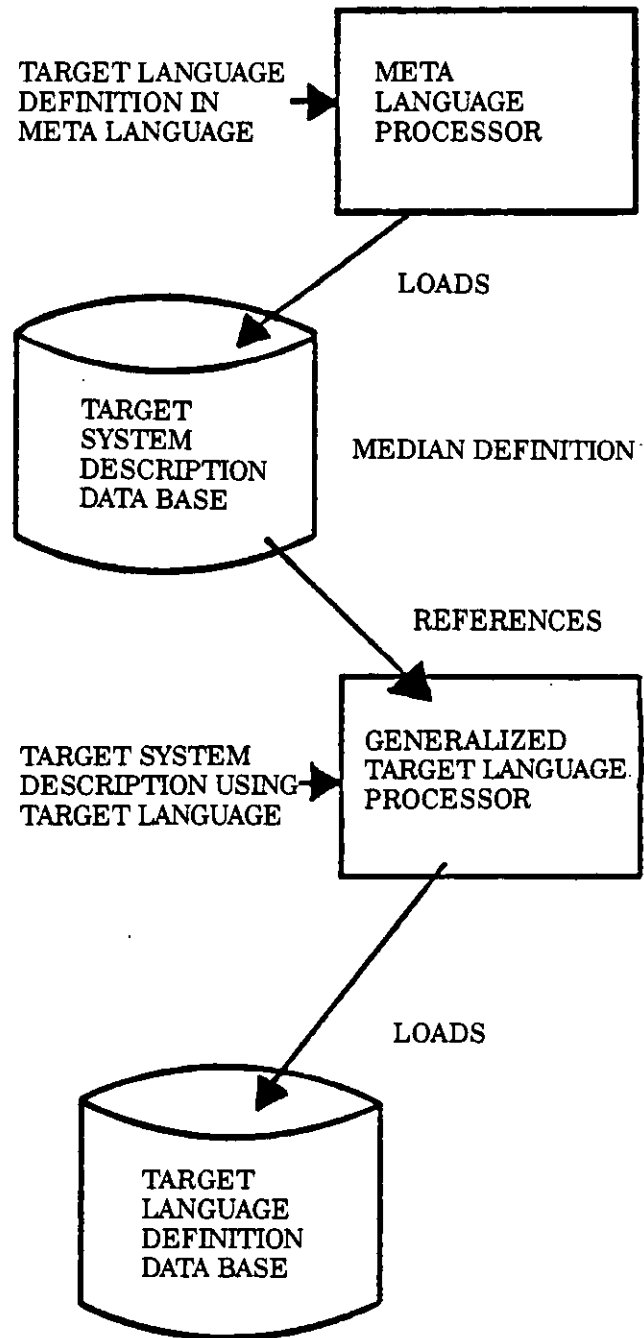 TARGET LANGUAGE
DEFINITION IN
META LANGUAGE
META
LANGUAGE
PROCESSOR
LOADS
TARGET
SYSTEM
DESCRIPTION
DATA BASE
MEDIAN DEFINITION
REFERENCES
TARGET SYSTEM
DESCRIPTION USING
TARGET LANGUAGE
GENERALIZED
TARGET LANGUAGE
PROCESSOR
LOADS
TARGET
LANGUAGE
DEFINITION
DATA BASE